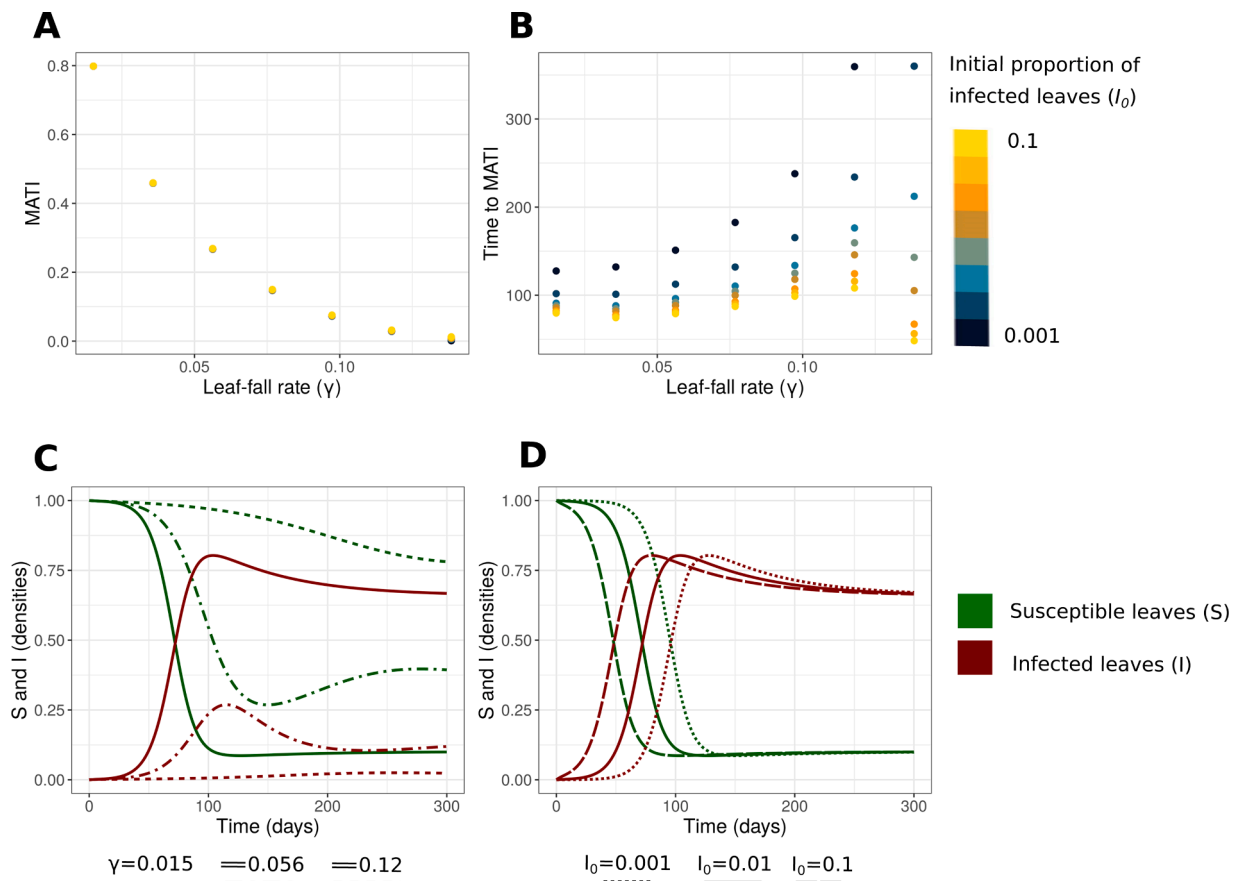 A
B
0.8
0.6
0.4
0.2
0.0
MATI
0.05
0.10
Leaf-fall rate (γ)
300
200
100
Time to MATI
0.05
0.10
Leaf-fall rate (γ)
Initial proportion of
infected leaves (I₀)
0.1
0.001
C
D
1.00
0.75
0.50
0.25
0.00
S and I (densities)
0
100
200
300
Time (days)
γ=0.015
=0.056
=0.12
1.00
0.75
0.50
0.25
0.00
S and I (densities)
0
100
200
300
Time (days)
I₀=0.001
I₀=0.01
I₀=0.1
Susceptible leaves (S)
Infected leaves (I)